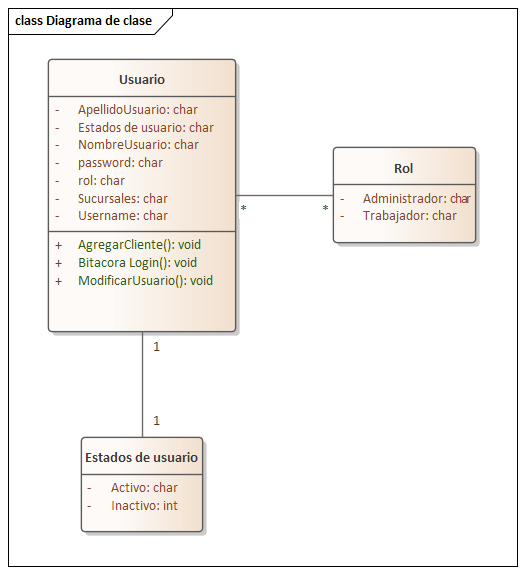 class Diagrama de clase
Usuario
- ApellidoUsuario: char
- Estados de usuario: char
- NombreUsuario: char
- password: char
- rol: char
- Sucursales: char
- Username: char
+ AgregarCliente(): void
+ Bitacora Login(): void
+ ModificarUsuario(): void
Rol
- Administrador: char
- Trabajador: char
* *
1
1
Estados de usuario
- Activo: char
- Inactivo: int